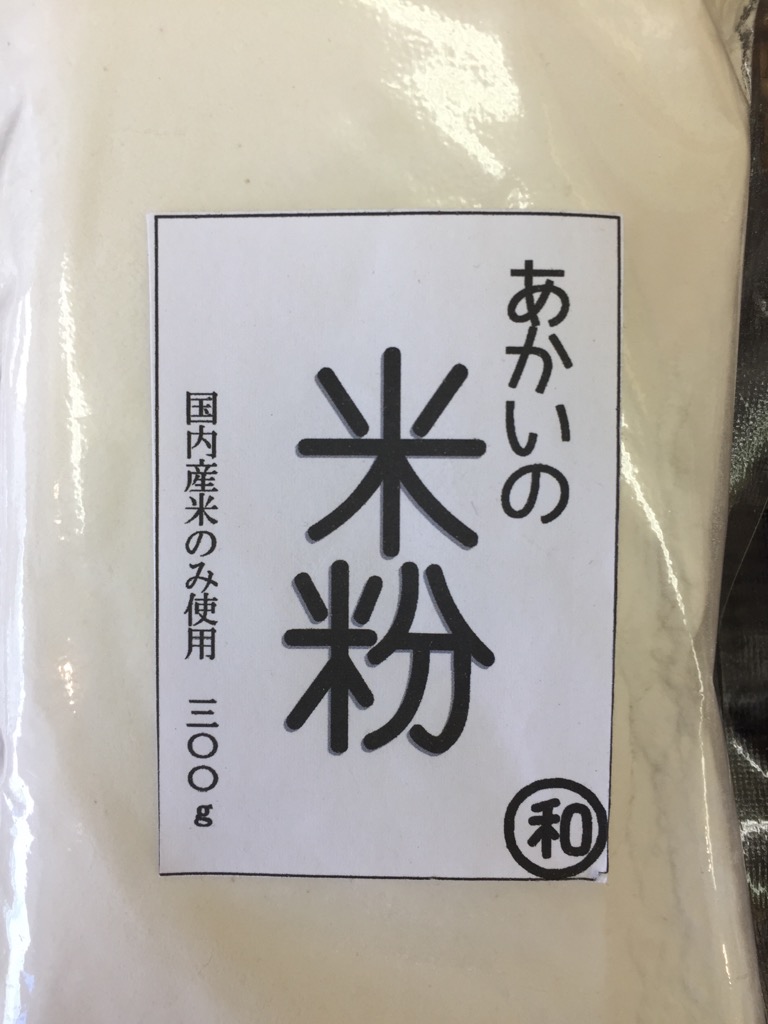 あかいの
米粉
国内産米のみ使用 三〇〇g
和